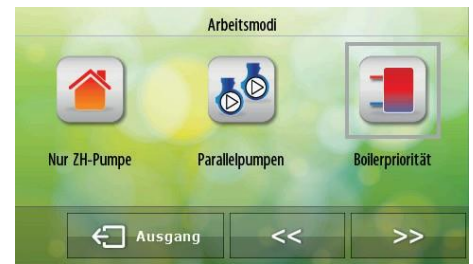 Arbeitsmodi
Nur ZH-Pumpe Parallelpumpen Boilerpriorität
Ausgang << >>